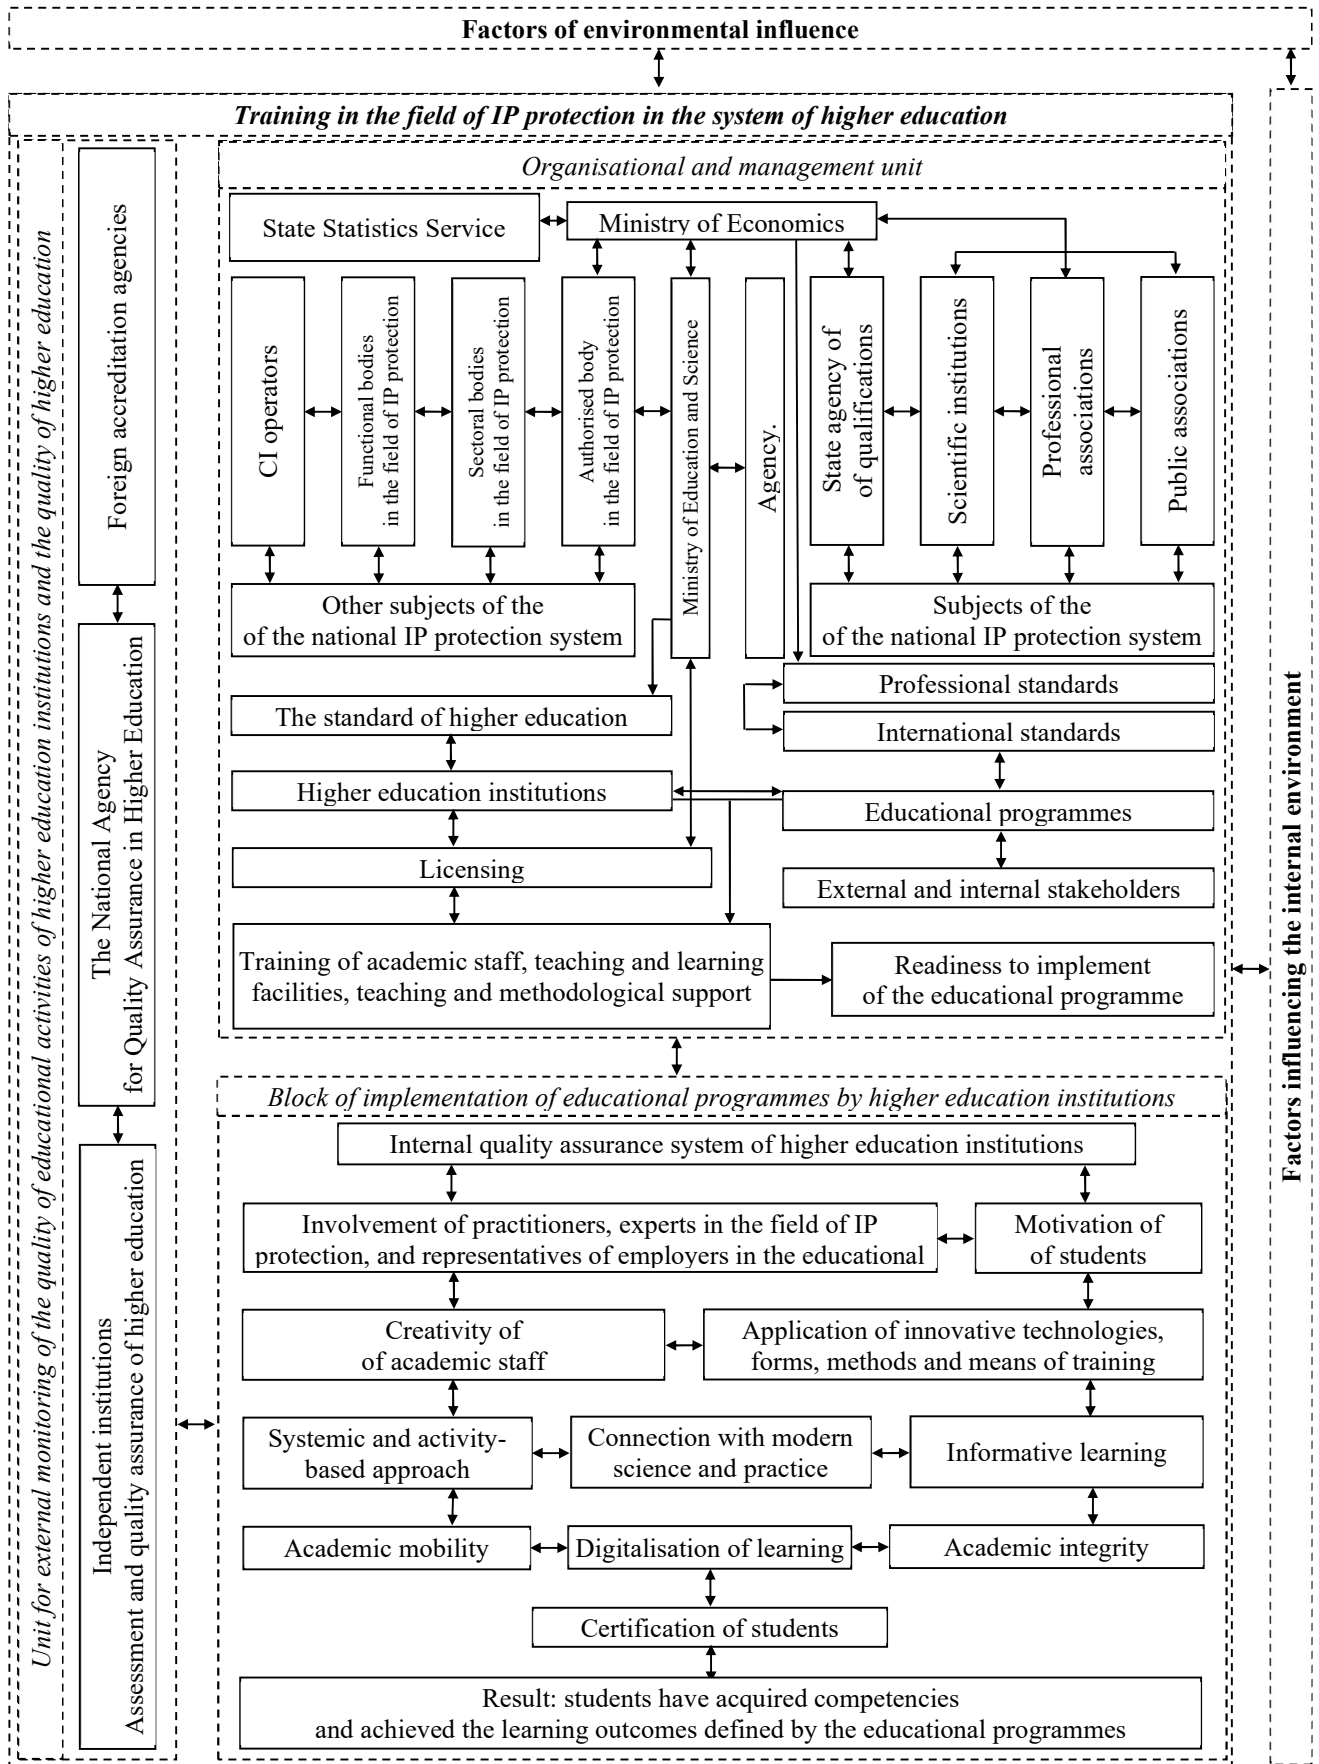 Factors of environmental influence
Training in the field of IP protection in the system of higher education
Unit for external monitoring of the quality of educational activities of higher education institutions and the quality of higher education
Foreign accreditation agencies
The National Agency
for Quality Assurance in Higher Education
Independent institutions
Assessment and quality assurance of higher education
Organisational and management unit
State Statistics Service
Ministry of Economics
CI operators
Functional bodies
in the field of IP protection
Sectoral bodies
in the field of IP protection
Authorised body
in the field of IP protection
Ministry of Education and Science
Agency.
State agency of
of qualifications
Scientific institutions
Professional
associations
Public associations
Other subjects of the
of the national IP protection system
Subjects of the
of the national IP protection system
Professional standards
The standard of higher education
International standards
Higher education institutions
Educational programmes
Licensing
External and internal stakeholders
Training of academic staff, teaching and learning
facilities, teaching and methodological support
Readiness to implement
of the educational programme
Block of implementation of educational programmes by higher education institutions
Internal quality assurance system of higher education institutions
Involvement of practitioners, experts in the field of IP
protection, and representatives of employers in the educational
Motivation of
of students
Creativity of
of academic staff
Application of innovative technologies,
forms, methods and means of training
Systemic and activity-
based approach
Connection with modern
science and practice
Informative learning
Academic mobility
Digitalisation of learning
Academic integrity
Certification of students
Result: students have acquired competencies
and achieved the learning outcomes defined by the educational programmes
Factors influencing the internal environment